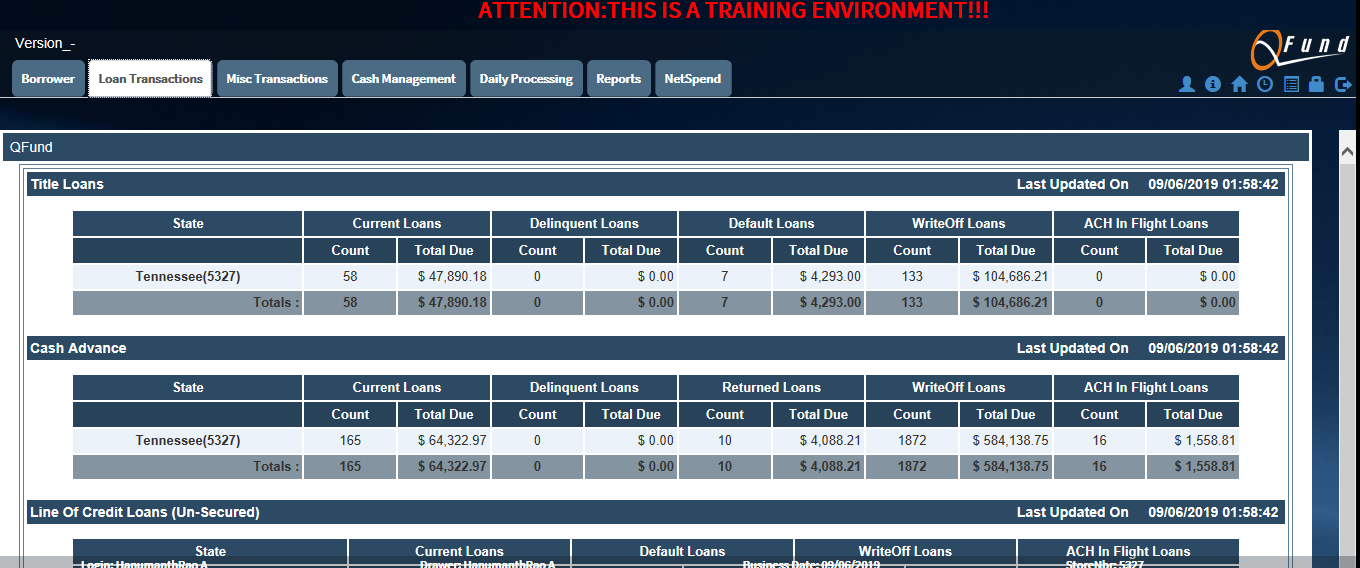 ATTENTION:THIS IS A TRAINING ENVIRONMENT!!!
Version_-
QFund
Borrower Loan Transactions Misc Transactions Cash Management Daily Processing Reports NetSpend
QFund
Title Loans Last Updated On 09/06/2019 01:58:42
State Current Loans Delinquent Loans Default Loans WriteOff Loans ACH In Flight Loans
Count Total Due Count Total Due Count Total Due Count Total Due Count Total Due
Tennessee(5327) 58 $ 47,890.18 0 $ 0.00 7 $ 4,293.00 133 $ 104,686.21 0 $ 0.00
Totals : 58 $ 47,890.18 0 $ 0.00 7 $ 4,293.00 133 $ 104,686.21 0 $ 0.00
Cash Advance Last Updated On 09/06/2019 01:58:42
State Current Loans Delinquent Loans Returned Loans WriteOff Loans ACH In Flight Loans
Count Total Due Count Total Due Count Total Due Count Total Due Count Total Due
Tennessee(5327) 165 $ 64,322.97 0 $ 0.00 10 $ 4,088.21 1872 $ 584,138.75 16 $ 1,558.81
Totals : 165 $ 64,322.97 0 $ 0.00 10 $ 4,088.21 1872 $ 584,138.75 16 $ 1,558.81
Line Of Credit Loans (Un-Secured) Last Updated On 09/06/2019 01:58:42
State Current Loans Default Loans WriteOff Loans ACH In Flight Loans
Login: HanumanthRao A Drawer: HanumanthRao A Business Date: 09/06/2019 StoreNbr: 5327